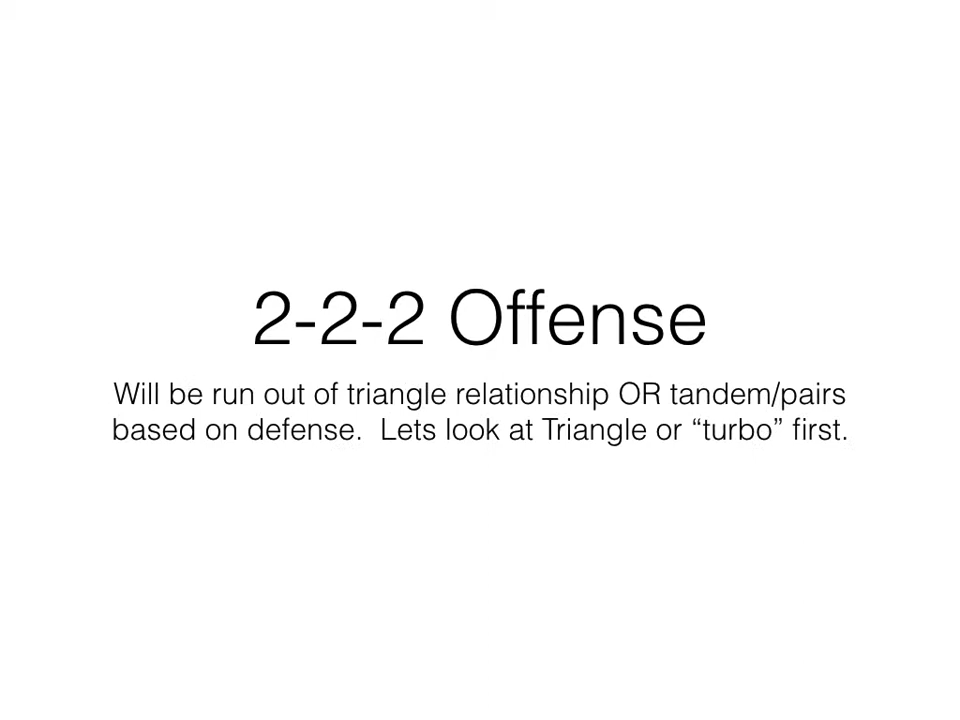 2-2-2 Offense
Will be run out of triangle relationship OR tandem/pairs
based on defense.  Lets look at Triangle or “turbo” first.